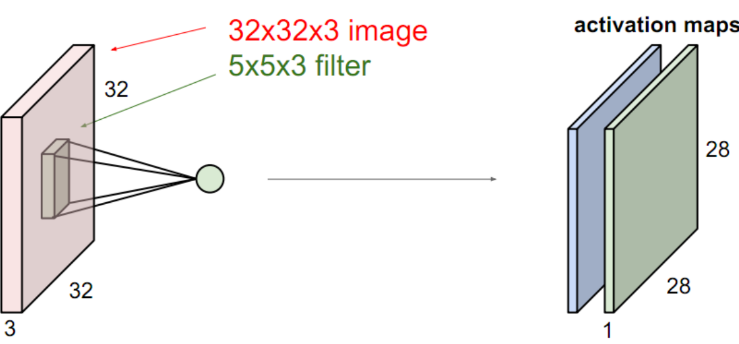 32x32x3 image
5x5x3 filter
32
32
3
activation maps
28
28
1